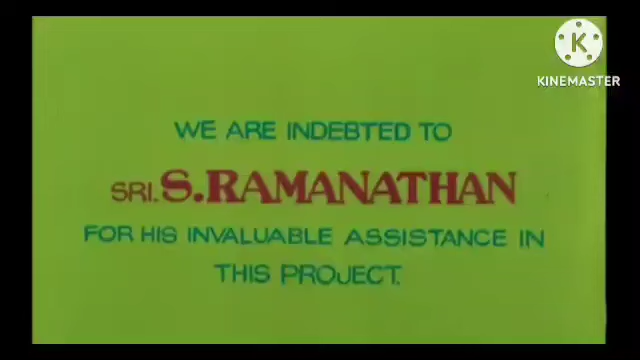 K
KINEMASTER
WE ARE INDEBTED TO
SRI. S.RAMANATHAN
FOR HIS INVALUABLE ASSISTANCE IN
THIS PROJECT.